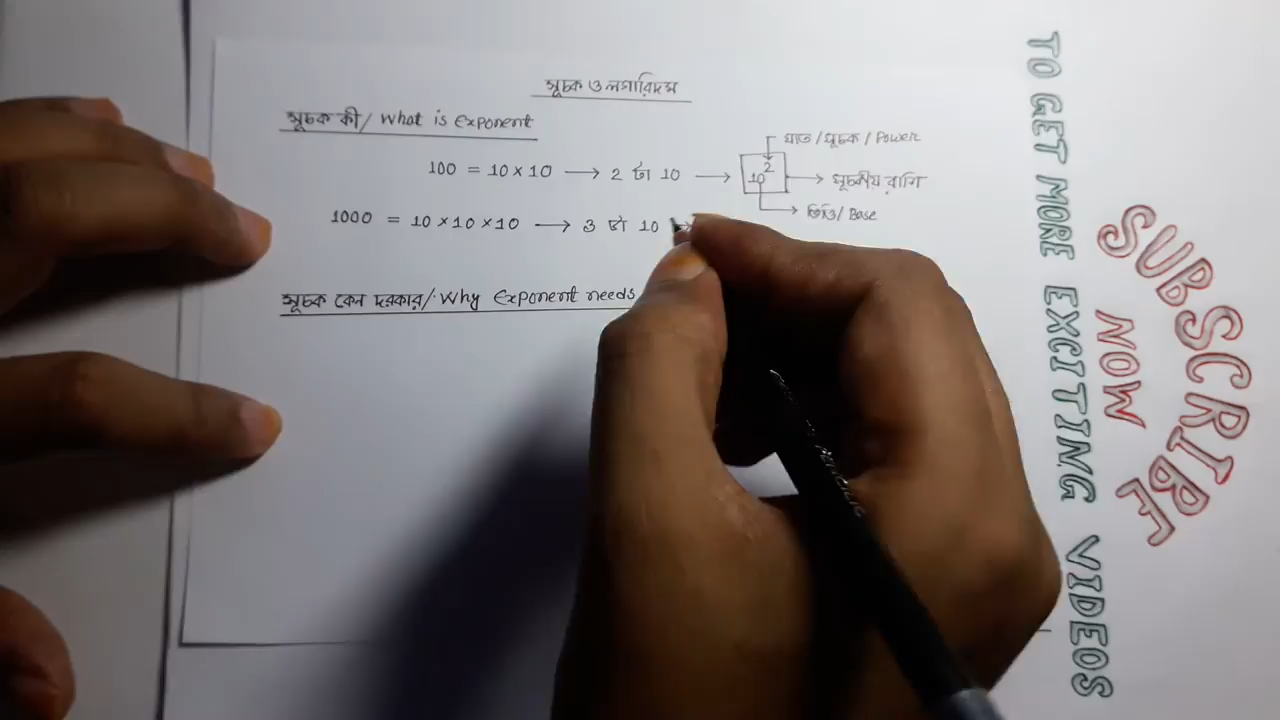 সূচক ও লগারিদম
সূচক কী / What is Exponent
100 = 10 × 10 → 2 টা 10 → 10²
ঘাত / সূচক / Power
সূচকীয় রাশি
ভিত্তি / Base
1000 = 10 × 10 × 10 → 3 টা 10
সূচক কেন দরকার / Why Exponent needs
TO GET MORE EXCITING VIDEOS
SUBSCRIBE
NOW